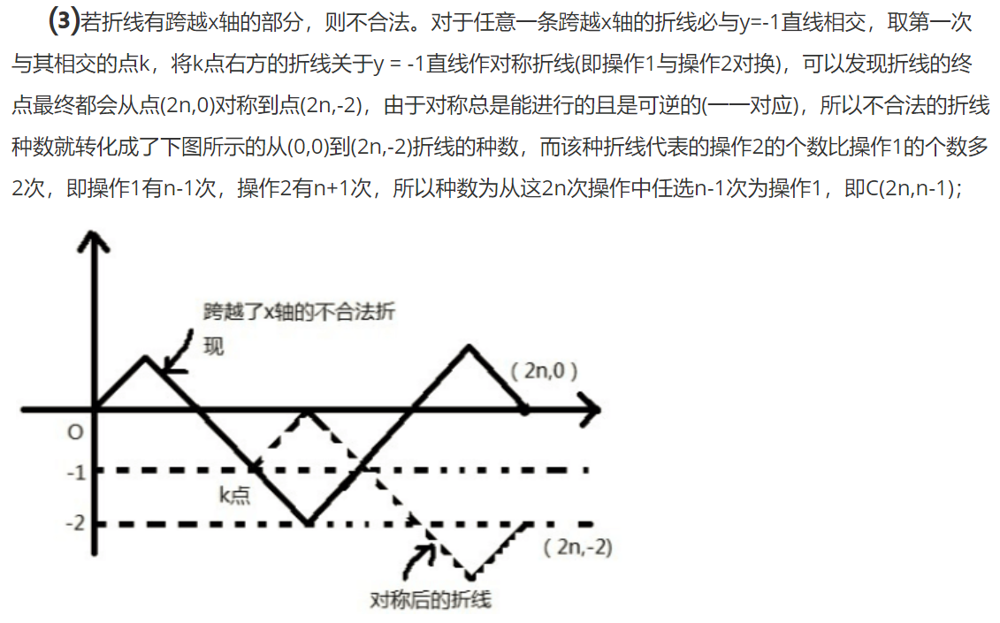 (3)若折线有跨越x轴的部分，则不合法。对于任意一条跨越x轴的折线必与y=-1直线相交，取第一次
与其相交的点k，将k点右方的折线关于y = -1直线作对称折线(即操作1与操作2对换)，可以发现折线的终
点最终都会从点(2n,0)对称到点(2n,-2)，由于对称总是能进行的且是可逆的(一一对应)，所以不合法的折线
种数就转化成了下图所示的从(0,0)到(2n,-2)折线的种数，而该种折线代表的操作2的个数比操作1的个数多
2次，即操作1有n-1次，操作2有n+1次，所以种数为从这2n次操作中任选n-1次为操作1，即C(2n,n-1)；
跨越了x轴的不合法折
现
（2n,0）
O
-1
k点
-2
（2n,-2)
对称后的折线